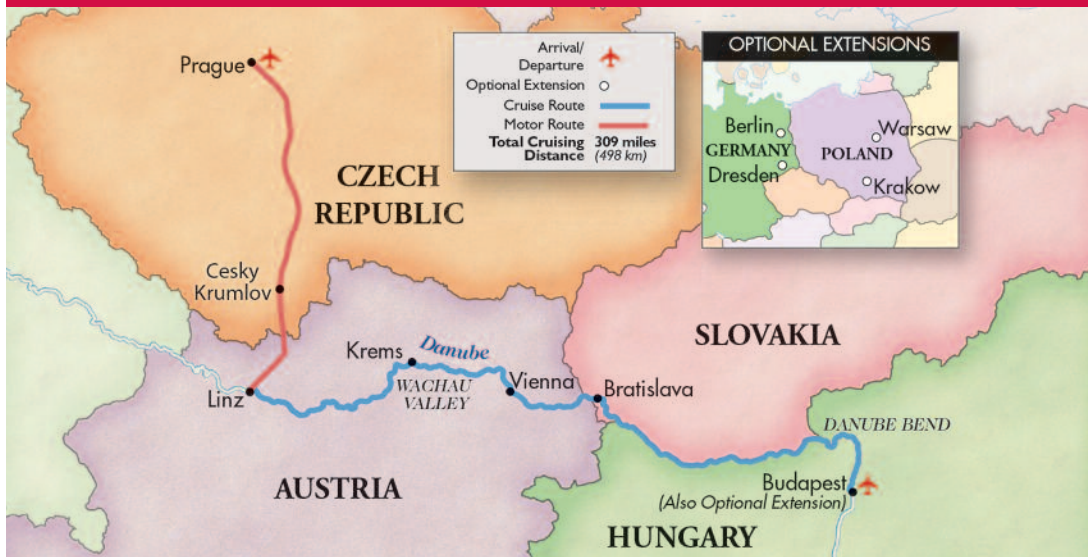 Prague
CZECH
REPUBLIC
Cesky
Krumlov
Linz
Krems
Danube
WACHAU
VALLEY
Vienna
Bratislava
SLOVAKIA
DANUBE BEND
Budapest
(Also Optional Extension)
AUSTRIA
HUNGARY
Arrival/
Departure
Optional Extension
Cruise Route
Motor Route
Total Cruising 309 miles
Distance (498 km)
OPTIONAL EXTENSIONS
Berlin
GERMANY
Dresden
Warsaw
POLAND
Krakow